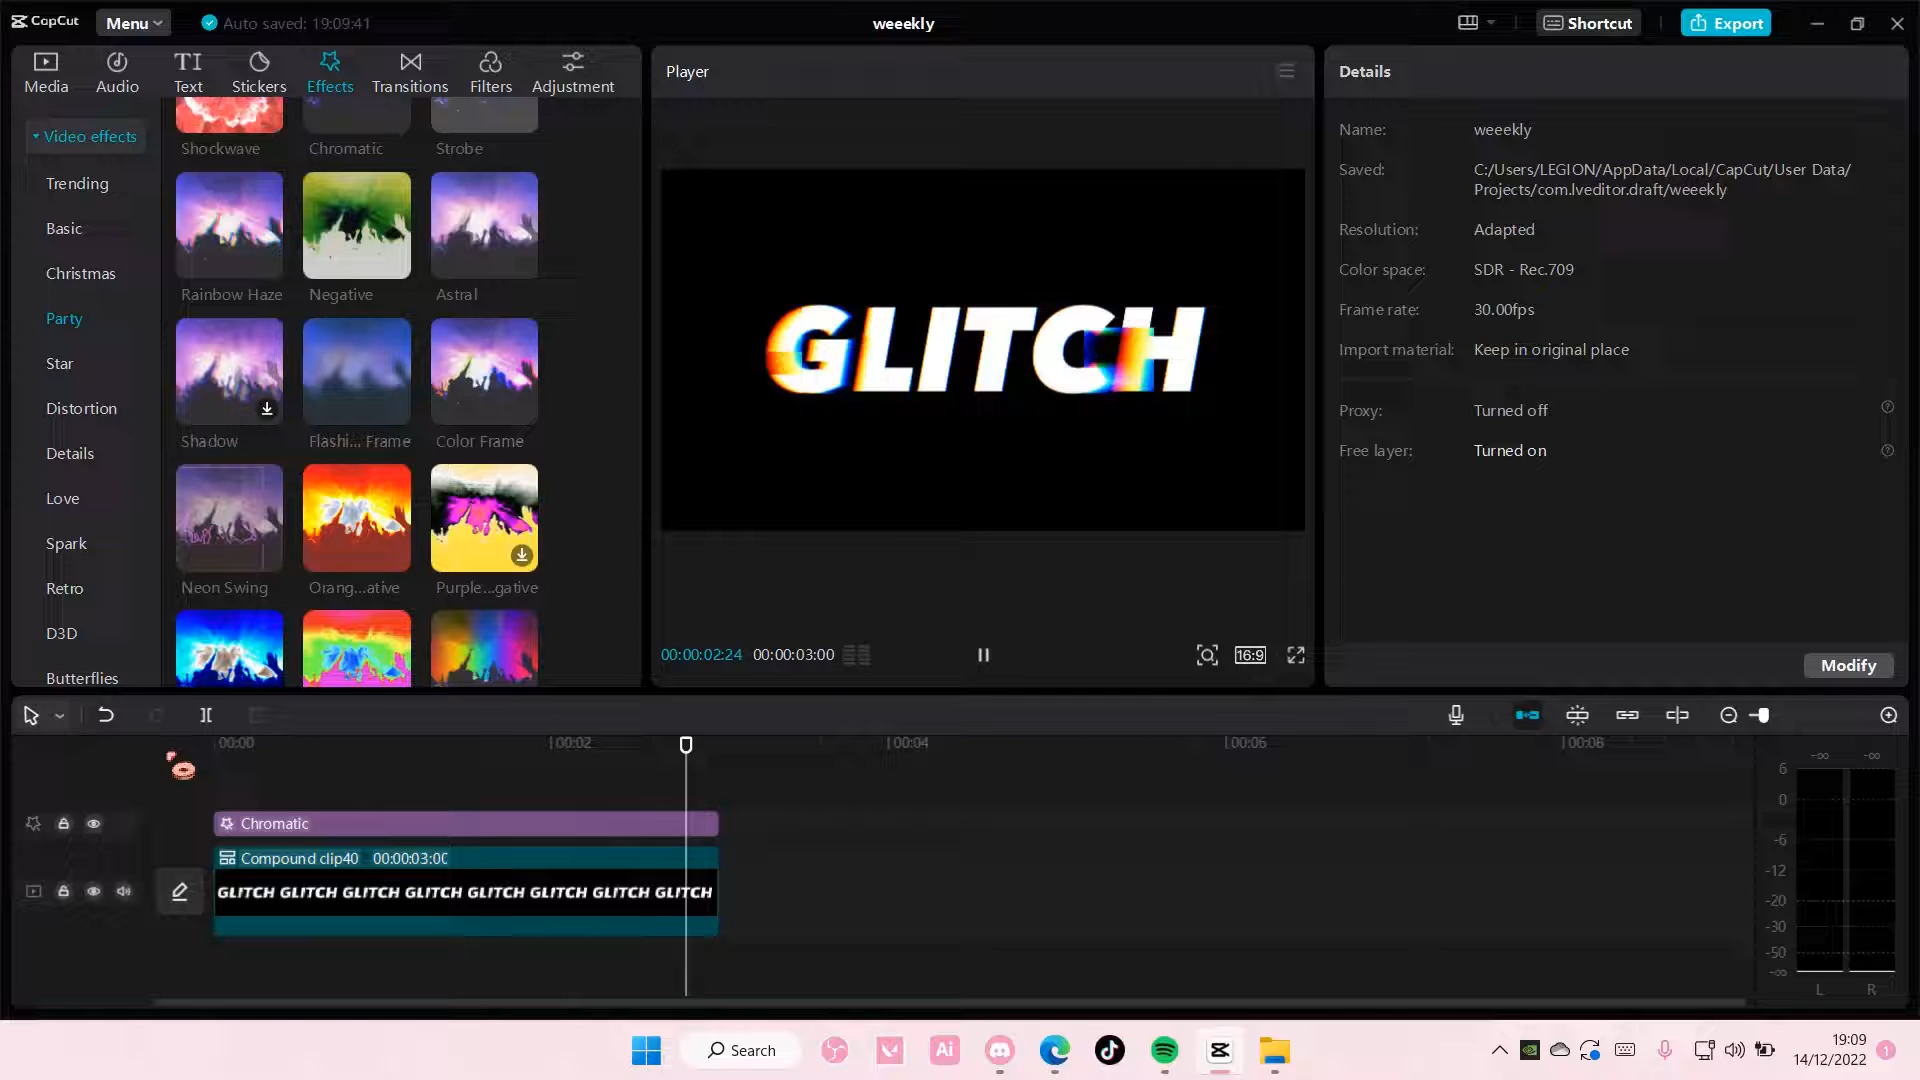 CapCut
Menu
Auto saved: 19:09:41
weeekly
Shortcut
Export
Media
Audio
TI
Text
Stickers
Effects
Transitions
Filters
Adjustment
Video effects
Trending
Basic
Christmas
Party
Star
Distortion
Details
Love
Spark
Retro
D3D
Butterflies
Shockwave
Chromatic
Strobe
Rainbow Haze
Negative
Astral
Shadow
Flashi... Frame
Color Frame
Neon Swing
Orang...ative
Purple...gative
Player
GLITCH
00:00:02:24
00:00:03:00
16:9
Details
Name:
weeekly
Saved:
C:/Users/LEGION/AppData/Local/CapCut/User Data/
Projects/com.lveditor.draft/weeekly
Resolution:
Adapted
Color space:
SDR - Rec.709
Frame rate:
30.00fps
Import material:
Keep in original place
Proxy:
Turned off
Free layer:
Turned on
Modify
00:00
00:02
00:04
00:06
00:08
Chromatic
Compound clip40
00:00:03:00
GLITCH GLITCH GLITCH GLITCH GLITCH GLITCH GLITCH GLITCH
-∞ -∞
6
0
-6
-12
-20
-30
-50
-∞
L R
Search
Ai
19:09
14/12/2022
1